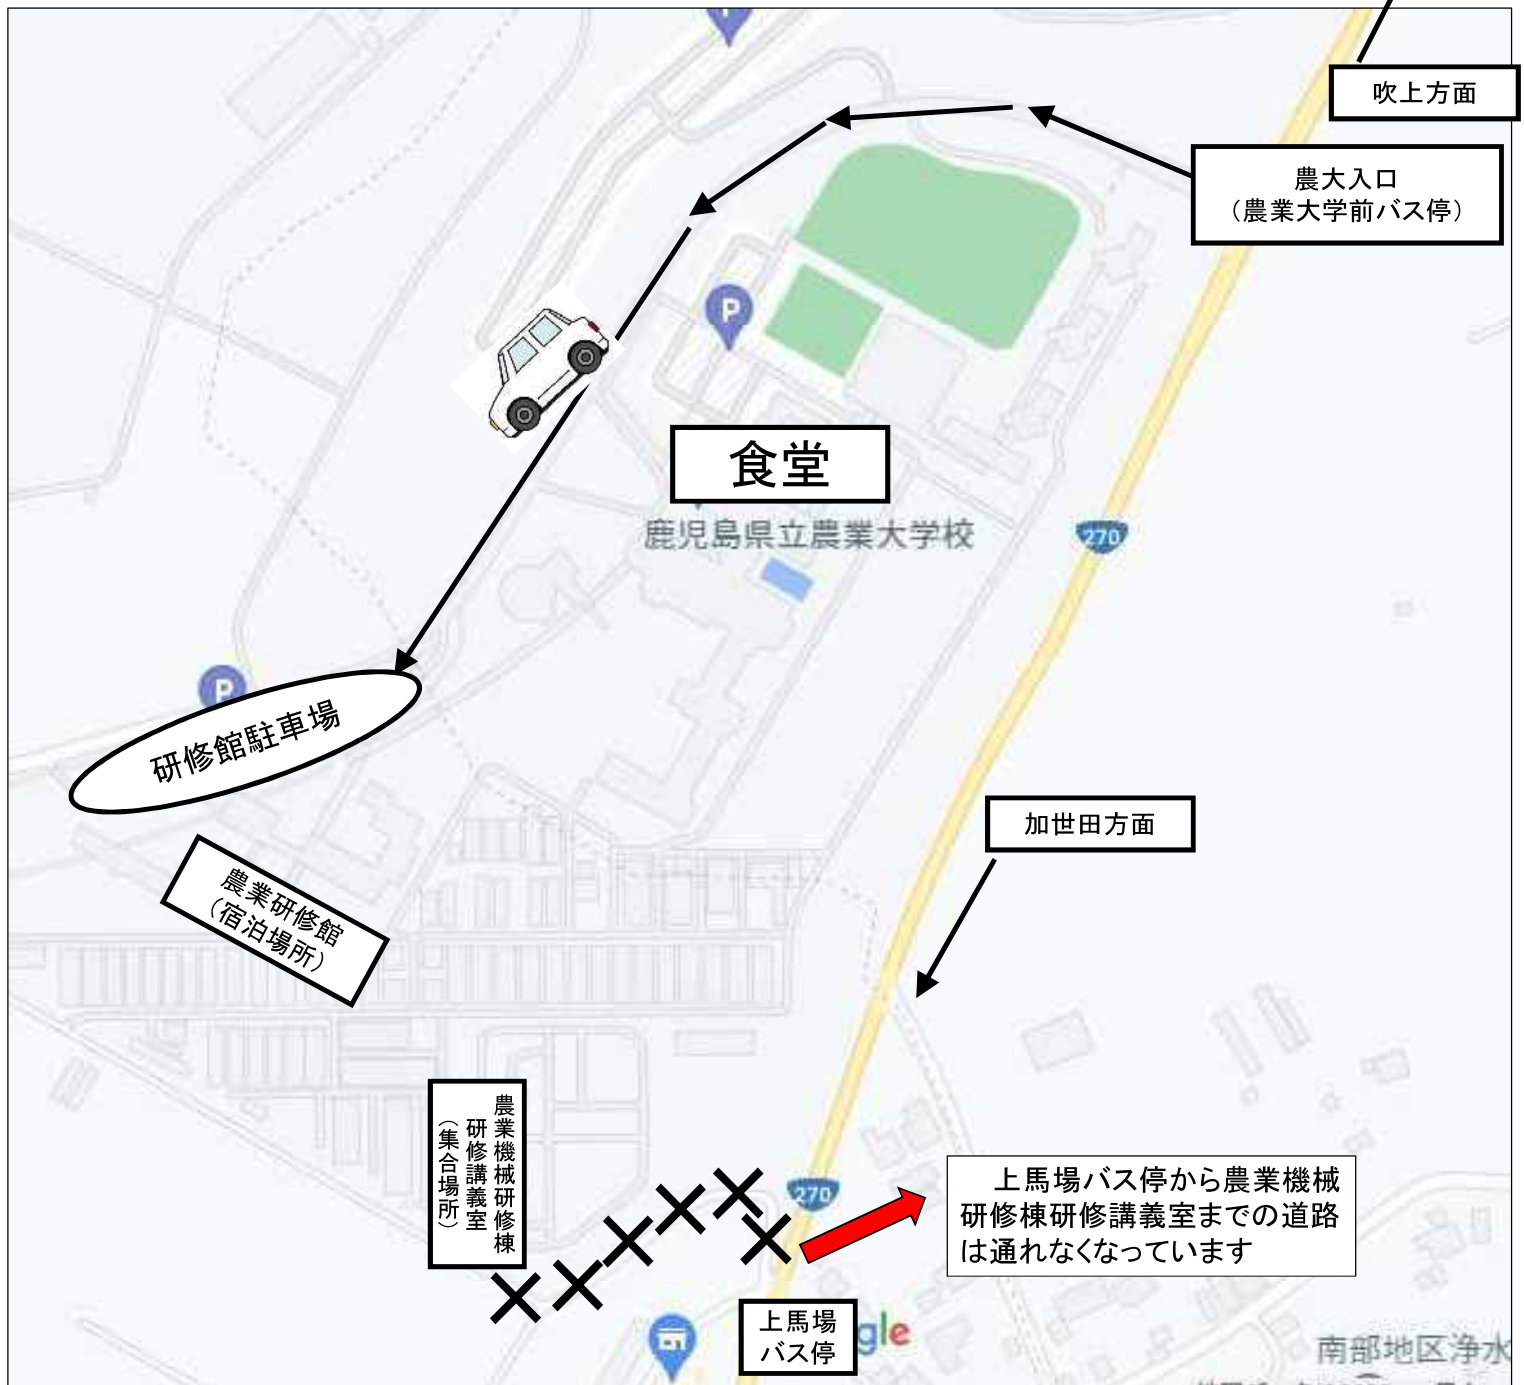 吹上方面
農大入口
（農業大学前バス停）
P
P
食堂
鹿児島県立農業大学校
270
P
研修館駐車場
加世田方面
農業研修館
（宿泊場所）
農業機械研修棟
研修講義室
（集合場所）
270
上馬場バス停から農業機械
研修棟研修講義室までの道路
は通れなくなっています
上馬場
バス停
gle
南部地区浄水